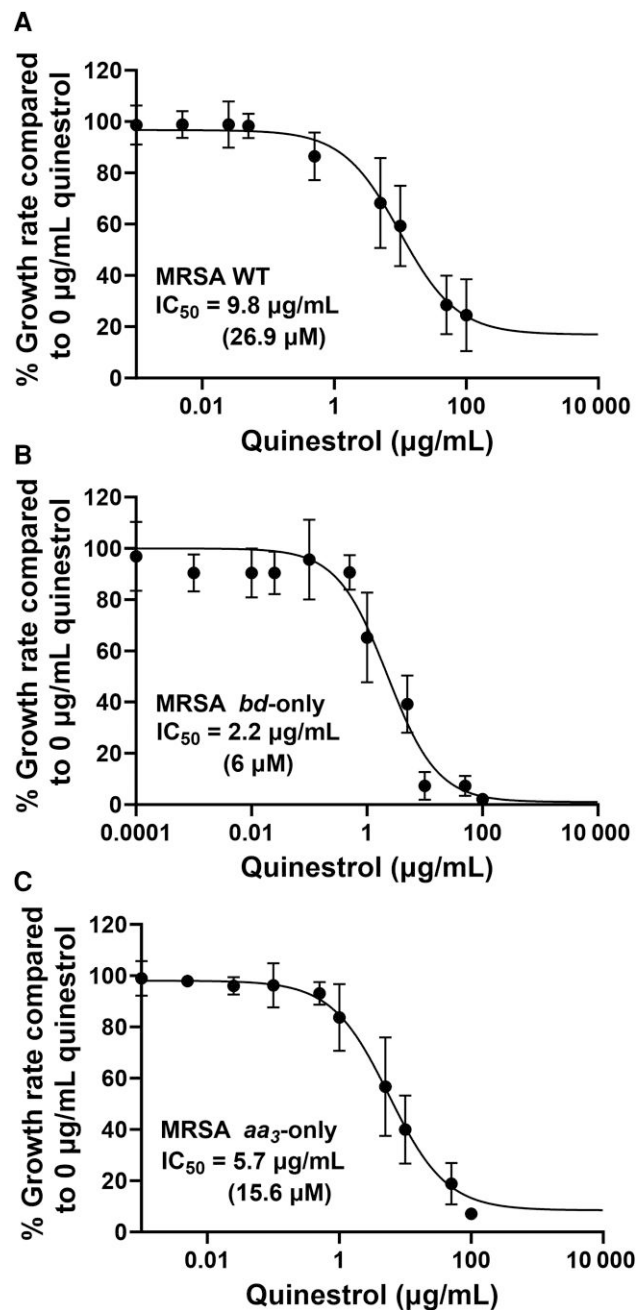 A
% Growth rate compared
to 0 µg/mL quinestrol
120
100
80
60
40
20
0
MRSA WT
IC₅₀ = 9.8 µg/mL
(26.9 µM)
0.01 1 100 10 000
Quinestrol (µg/mL)
B
% Growth rate compared
to 0 µg/mL quinestrol
120
100
80
60
40
20
0
MRSA bd-only
IC₅₀ = 2.2 µg/mL
(6 µM)
0.0001 0.01 1 100 10 000
Quinestrol (µg/mL)
C
% Growth rate compared
to 0 µg/mL quinestrol
120
100
80
60
40
20
0
MRSA aa₃-only
IC₅₀ = 5.7 µg/mL
(15.6 µM)
0.01 1 100 10 000
Quinestrol (µg/mL)